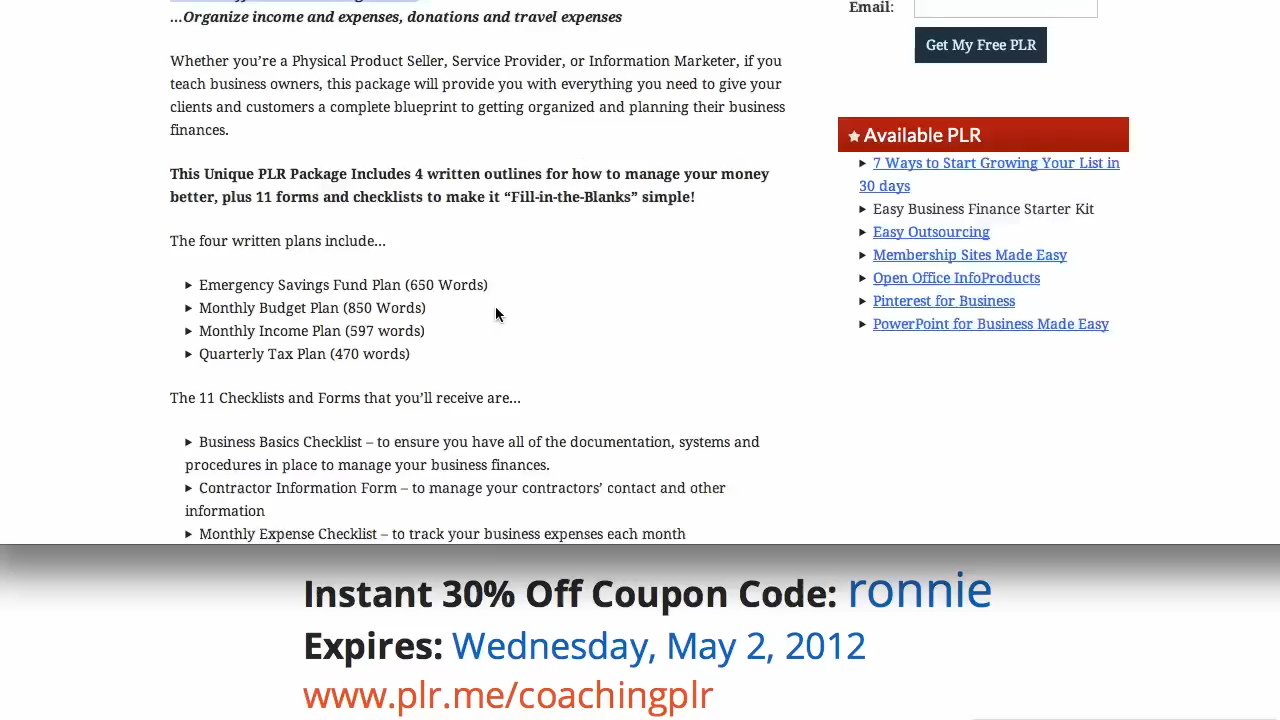 ...Organize income and expenses, donations and travel expenses
Whether you’re a Physical Product Seller, Service Provider, or Information Marketer, if you
teach business owners, this package will provide you with everything you need to give your
clients and customers a complete blueprint to getting organized and planning their business
finances.
This Unique PLR Package Includes 4 written outlines for how to manage your money
better, plus 11 forms and checklists to make it “Fill-in-the-Blanks” simple!
The four written plans include...
Emergency Savings Fund Plan (650 Words)
Monthly Budget Plan (850 Words)
Monthly Income Plan (597 words)
Quarterly Tax Plan (470 words)
The 11 Checklists and Forms that you’ll receive are...
Business Basics Checklist – to ensure you have all of the documentation, systems and
procedures in place to manage your business finances.
Contractor Information Form – to manage your contractors’ contact and other
information
Monthly Expense Checklist – to track your business expenses each month
Email:
Get My Free PLR
Available PLR
7 Ways to Start Growing Your List in
30 days
Easy Business Finance Starter Kit
Easy Outsourcing
Membership Sites Made Easy
Open Office InfoProducts
Pinterest for Business
PowerPoint for Business Made Easy
Instant 30% Off Coupon Code: ronnie
Expires: Wednesday, May 2, 2012
www.plr.me/coachingplr